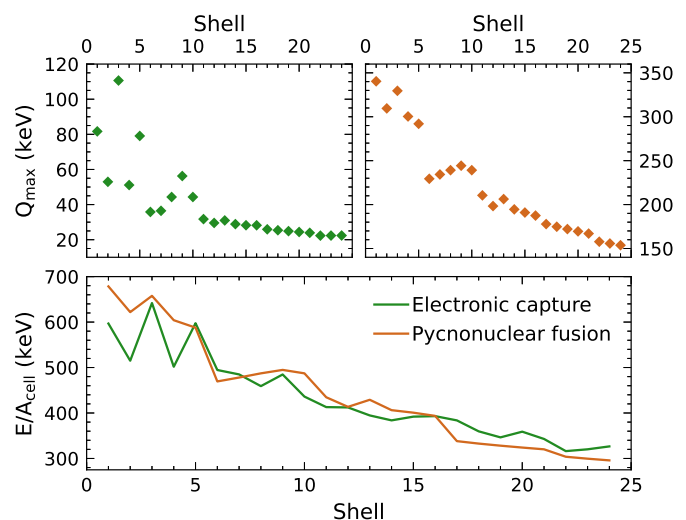 Shell Shell
0 5 10 15 20 0 5 10 15 20 25
120
100
80
60
40
20
Q_max (keV)
350
300
250
200
150
700
600
500
400
300
E/A_cell (keV)
Electronic capture
Pycnonuclear fusion
0 5 10 15 20 25
Shell